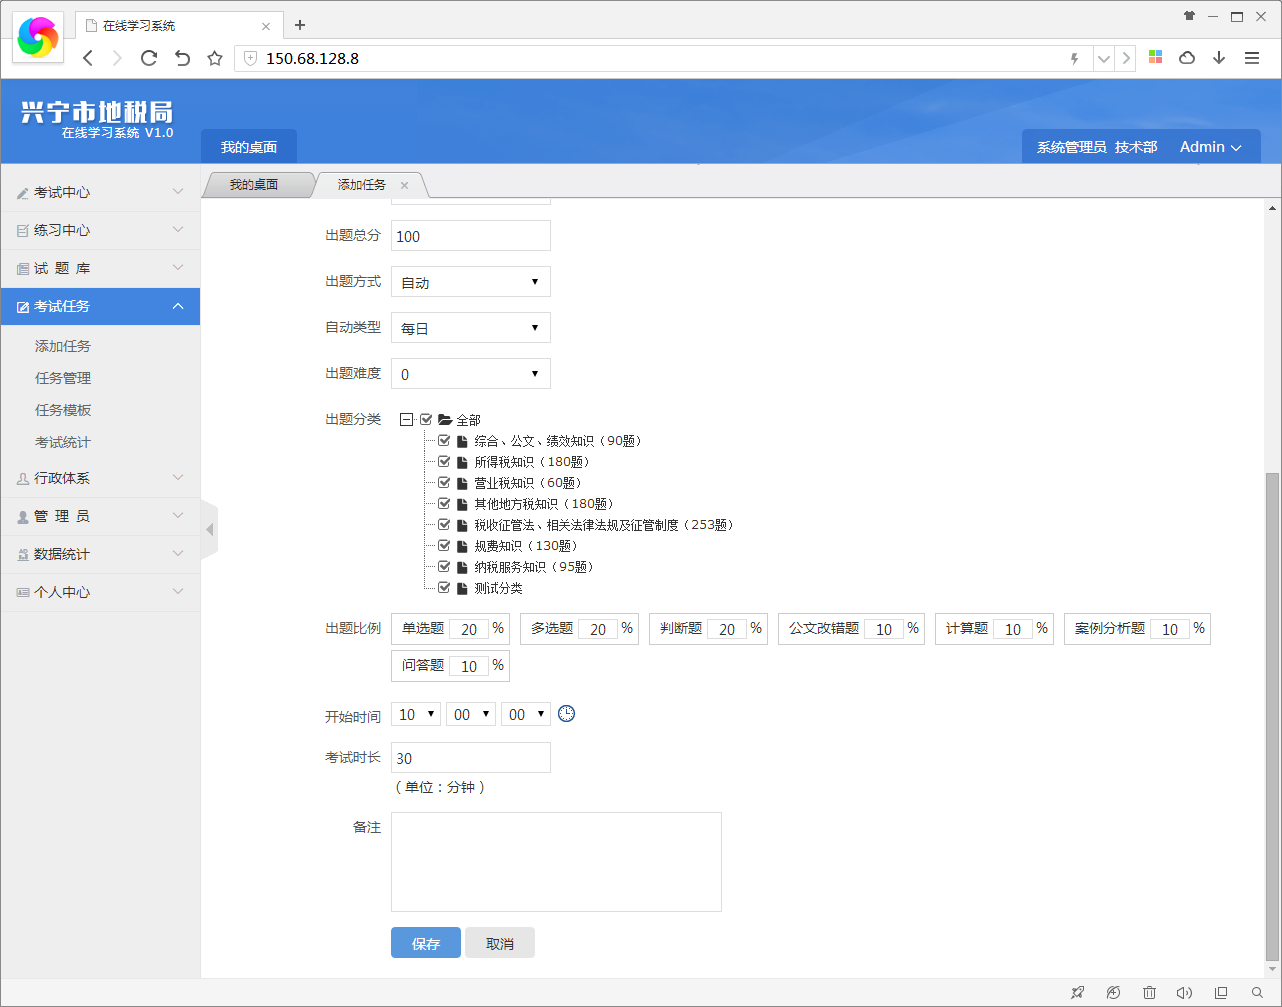 在线学习系统
150.68.128.8
兴宁市地税局
在线学习系统 V1.0
我的桌面
系统管理员 技术部 Admin
我的桌面 添加任务
考试中心
练习中心
试 题 库
考试任务
添加任务
任务管理
任务模板
考试统计
行政体系
管 理 员
数据统计
个人中心
出题总分 100
出题方式 自动
自动类型 每日
出题难度 0
出题分类 全部
综合、公文、绩效知识（90题）
所得税知识（180题）
营业税知识（60题）
其他地方税知识（180题）
税收征管法、相关法律法规及征管制度（253题）
规费知识（130题）
纳税服务知识（95题）
测试分类
出题比例 单选题 20 % 多选题 20 % 判断题 20 % 公文改错题 10 % 计算题 10 % 案例分析题 10 %
问答题 10 %
开始时间 10 00 00
考试时长 30
（单位：分钟）
备注
保存 取消